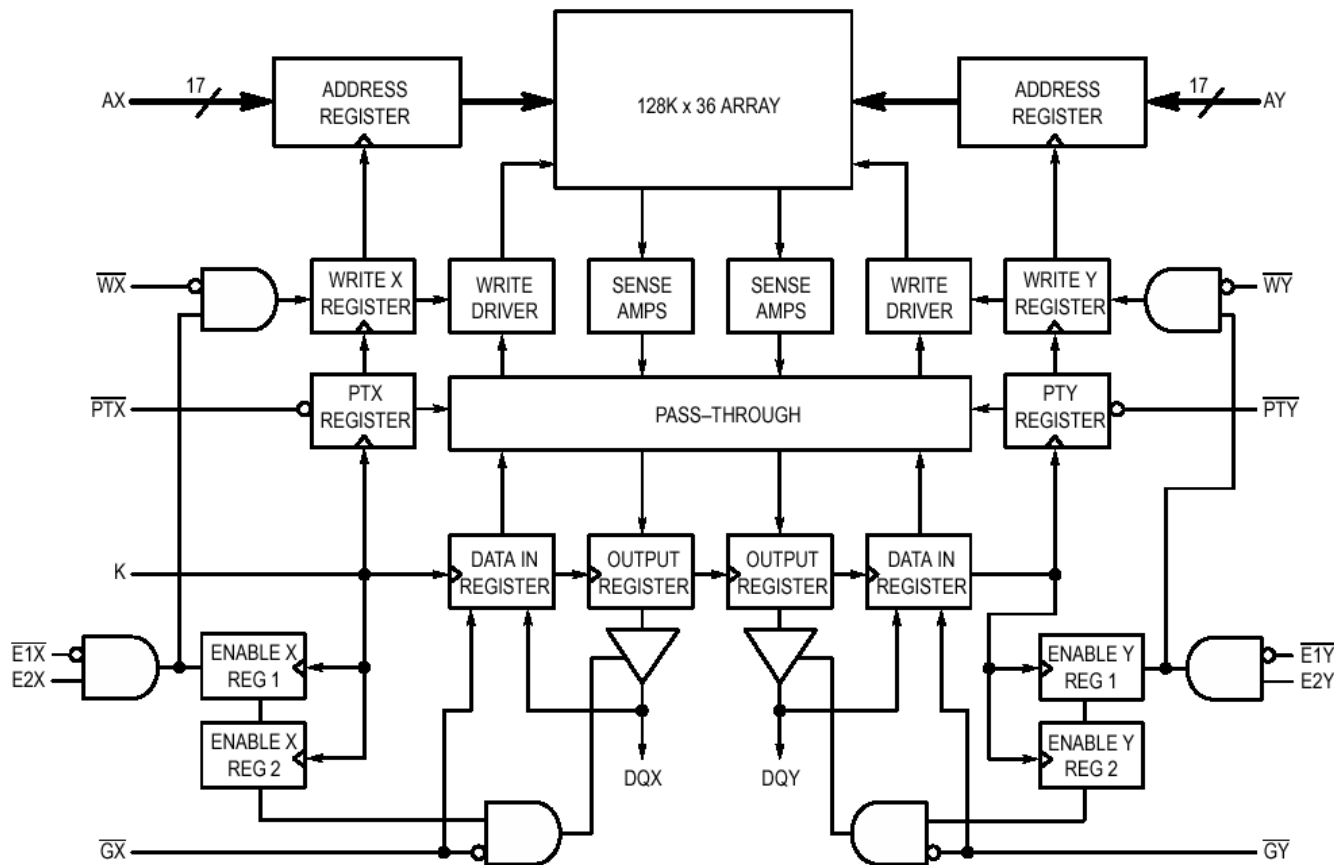 17
AX
ADDRESS
REGISTER
128K x 36 ARRAY
ADDRESS
REGISTER
17
AY
WX
WRITE X
REGISTER
WRITE
DRIVER
SENSE
AMPS
SENSE
AMPS
WRITE
DRIVER
WRITE Y
REGISTER
WY
PTX
PTX
REGISTER
PASS–THROUGH
PTY
REGISTER
PTY
K
DATA IN
REGISTER
OUTPUT
REGISTER
OUTPUT
REGISTER
DATA IN
REGISTER
E1X
E2X
ENABLE X
REG 1
ENABLE Y
REG 1
E1Y
E2Y
ENABLE X
REG 2
ENABLE Y
REG 2
DQX
DQY
GX
GY